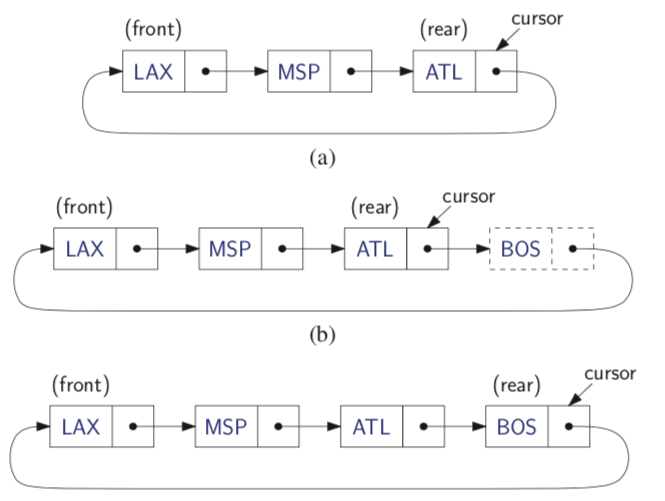 (front) (rear) cursor
LAX MSP ATL
(a)
(front) (rear) cursor
LAX MSP ATL BOS
(b)
(front) (rear) cursor
LAX MSP ATL BOS